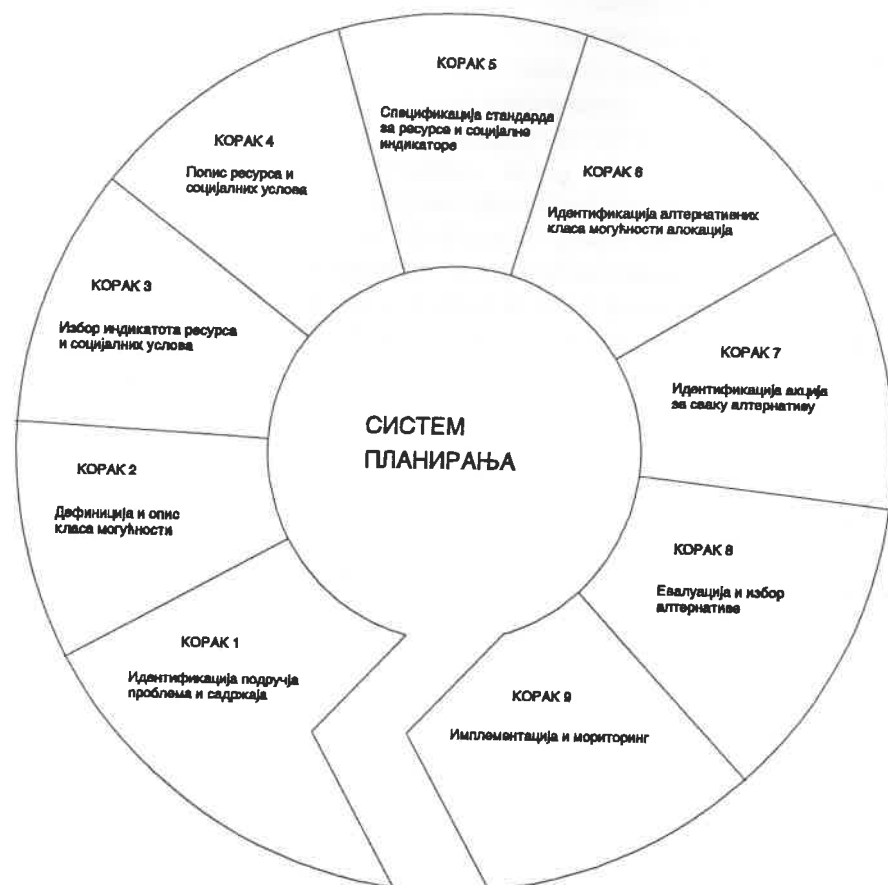 КОРАК 1
Идентификација подручја
проблема и садржаја
КОРАК 2
Дефиниција и опис
класа могућности
КОРАК 3
Избор индикатота ресурса
и социјалних услова
КОРАК 4
Попис ресурса и
социјалних услова
КОРАК 5
Спецификација стандарда
за ресурсе и социјалне
индикаторе
КОРАК 6
Идентификација алтернативних
класа могућности алокација
КОРАК 7
Идентификација акција
за сваку алтернативу
КОРАК 8
Евалуација и избор
алтернативе
КОРАК 9
Имплементација и мориторинг
СИСТЕМ
ПЛАНИРАЊА